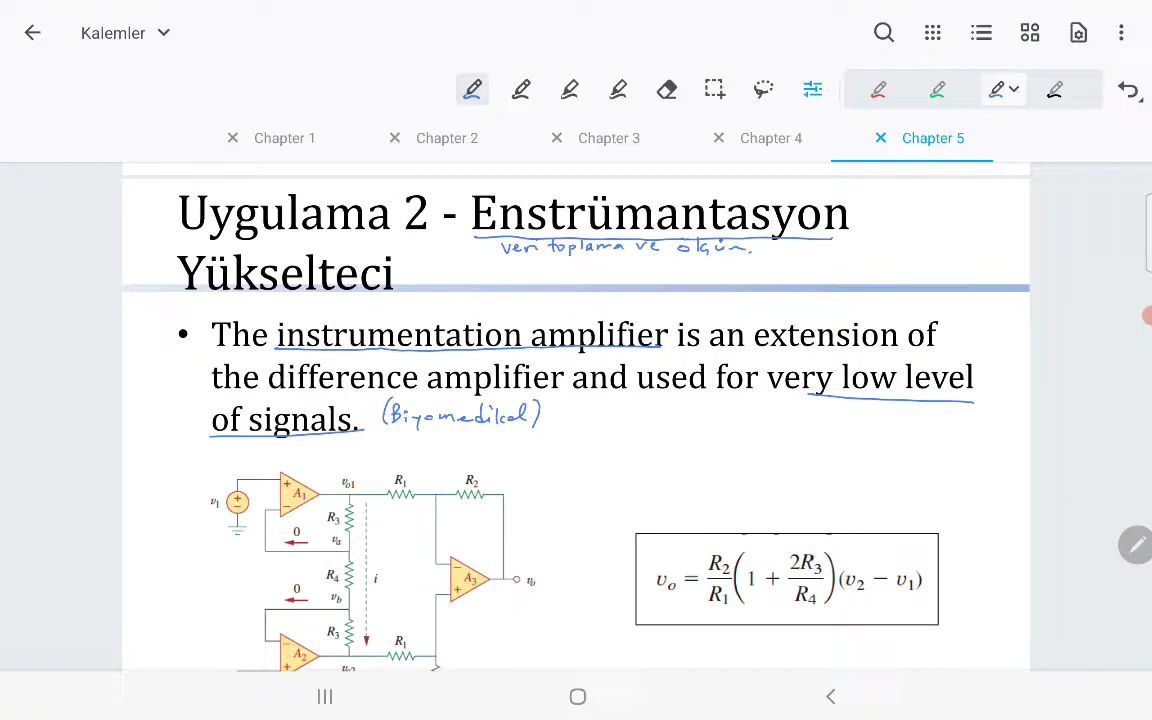 Kalemler
Chapter 1
Chapter 2
Chapter 3
Chapter 4
Chapter 5
Uygulama 2 - Enstrümantasyon
veri toplama ve ölçüm.
Yükselteci
• The instrumentation amplifier is an extension of
the difference amplifier and used for very low level
of signals. (Biyomedikal)
v1
+
−
A1
vo1
R1
R2
R3
0
va
R4
i
0
vb
−
+
A3
vo
R3
R1
−
+
A2
vo = R2/R1 (1 + 2R3/R4)(v2 − v1)